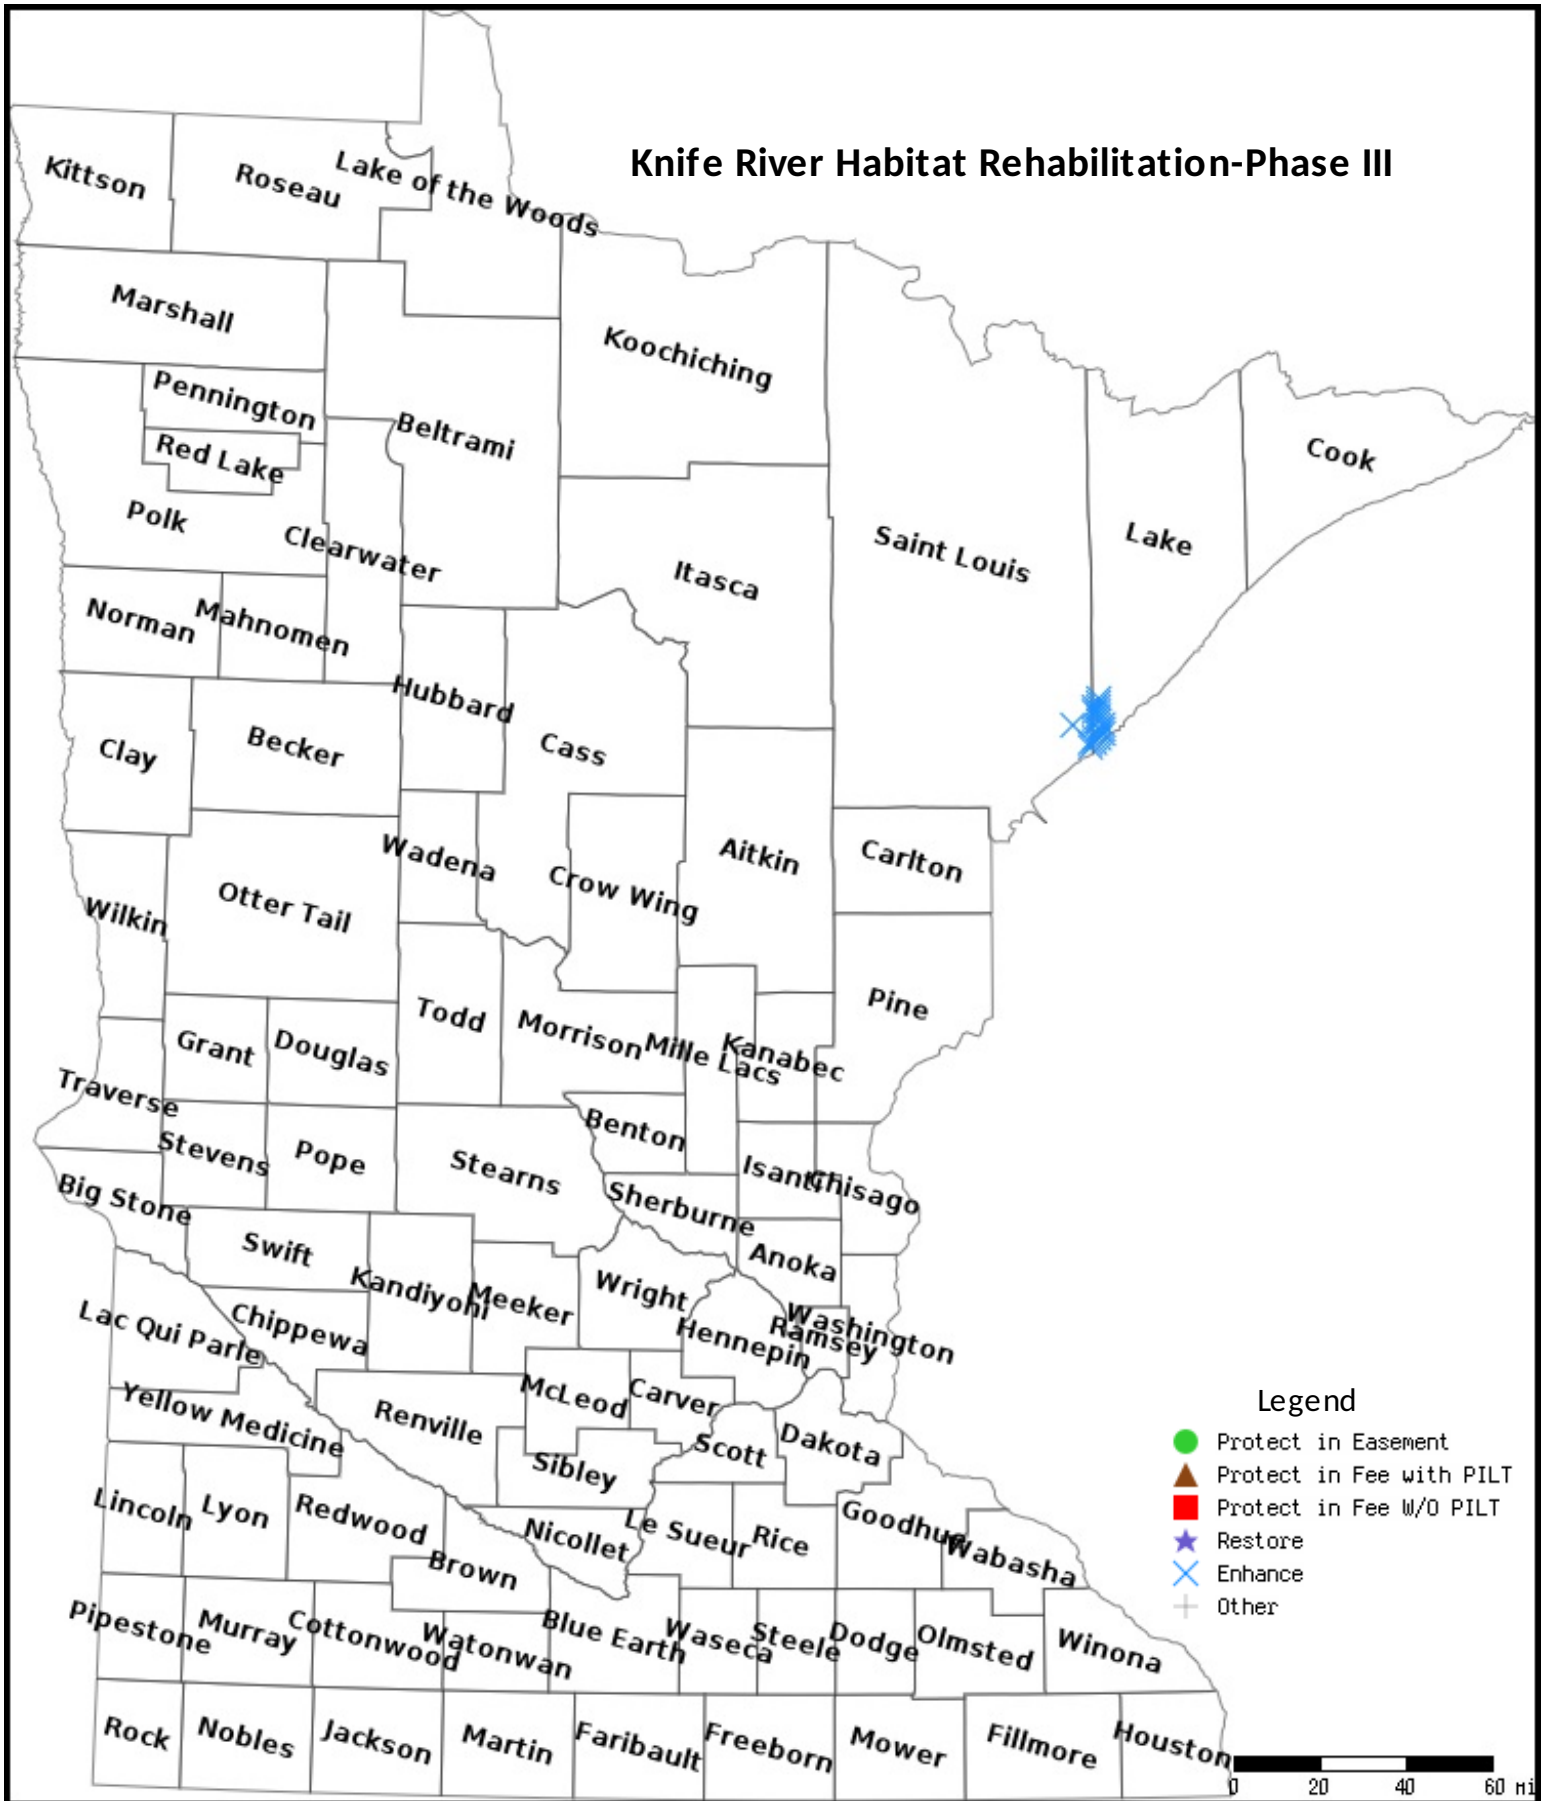 Knife River Habitat Rehabilitation-Phase III
Kittson
Roseau
Lake of the Woods
Marshall
Koochiching
Pennington
Beltrami
Red Lake
Cook
Polk
Clearwater
Saint Louis
Lake
Itasca
Norman
Mahnomen
Hubbard
Clay
Becker
Cass
Wadena
Aitkin
Carlton
Crow Wing
Otter Tail
Wilkin
Pine
Todd
Morrison
Mille Lacs
Kanabec
Grant
Douglas
Traverse
Benton
Stevens
Pope
Stearns
Isanti
Chisago
Big Stone
Sherburne
Swift
Anoka
Kandiyohi
Meeker
Wright
Washington
Ramsey
Hennepin
Lac Qui Parle
Chippewa
McLeod
Carver
Yellow Medicine
Renville
Scott
Dakota
Sibley
Lincoln
Lyon
Redwood
Nicollet
Le Sueur
Rice
Goodhue
Wabasha
Brown
Pipestone
Murray
Cottonwood
Watonwan
Blue Earth
Waseca
Steele
Dodge
Olmsted
Winona
Rock
Nobles
Jackson
Martin
Faribault
Freeborn
Mower
Fillmore
Houston
Legend
Protect in Easement
Protect in Fee with PILT
Protect in Fee W/O PILT
Restore
Enhance
Other
0 20 40 60 mi